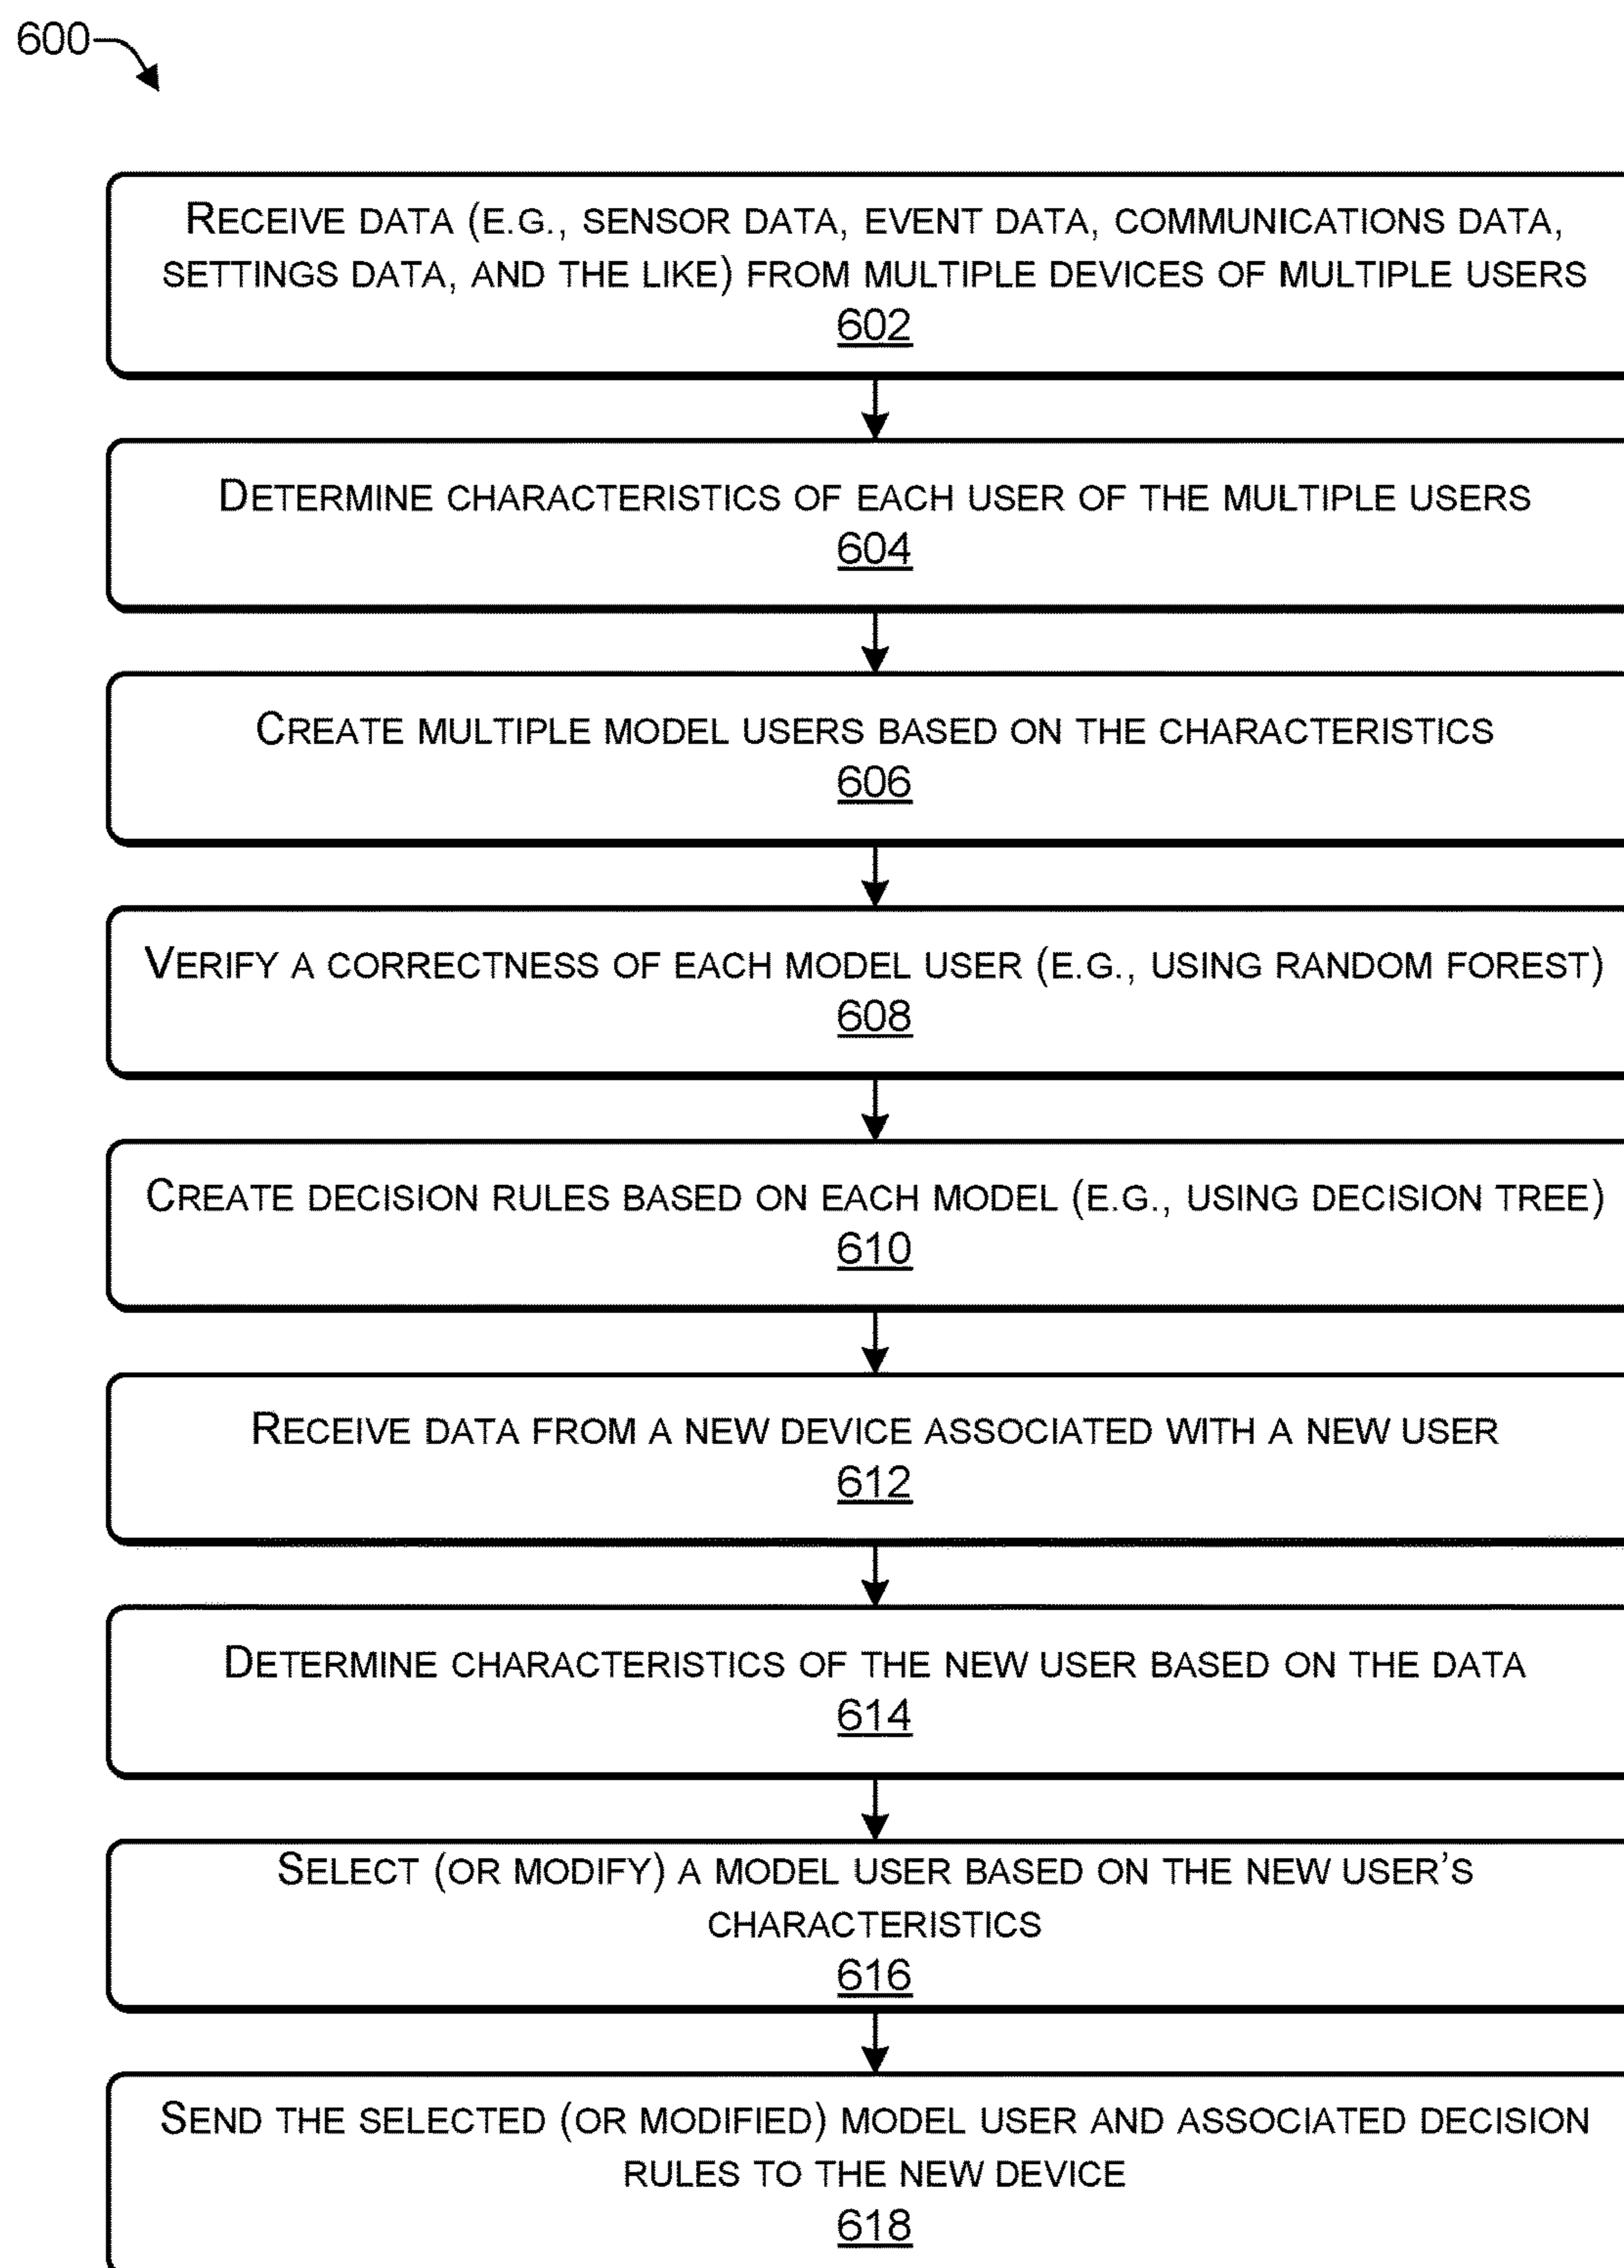 600
RECEIVE DATA (E.G., SENSOR DATA, EVENT DATA, COMMUNICATIONS DATA,
SETTINGS DATA, AND THE LIKE) FROM MULTIPLE DEVICES OF MULTIPLE USERS
602
DETERMINE CHARACTERISTICS OF EACH USER OF THE MULTIPLE USERS
604
CREATE MULTIPLE MODEL USERS BASED ON THE CHARACTERISTICS
606
VERIFY A CORRECTNESS OF EACH MODEL USER (E.G., USING RANDOM FOREST)
608
CREATE DECISION RULES BASED ON EACH MODEL (E.G., USING DECISION TREE)
610
RECEIVE DATA FROM A NEW DEVICE ASSOCIATED WITH A NEW USER
612
DETERMINE CHARACTERISTICS OF THE NEW USER BASED ON THE DATA
614
SELECT (OR MODIFY) A MODEL USER BASED ON THE NEW USER'S
CHARACTERISTICS
616
SEND THE SELECTED (OR MODIFIED) MODEL USER AND ASSOCIATED DECISION
RULES TO THE NEW DEVICE
618